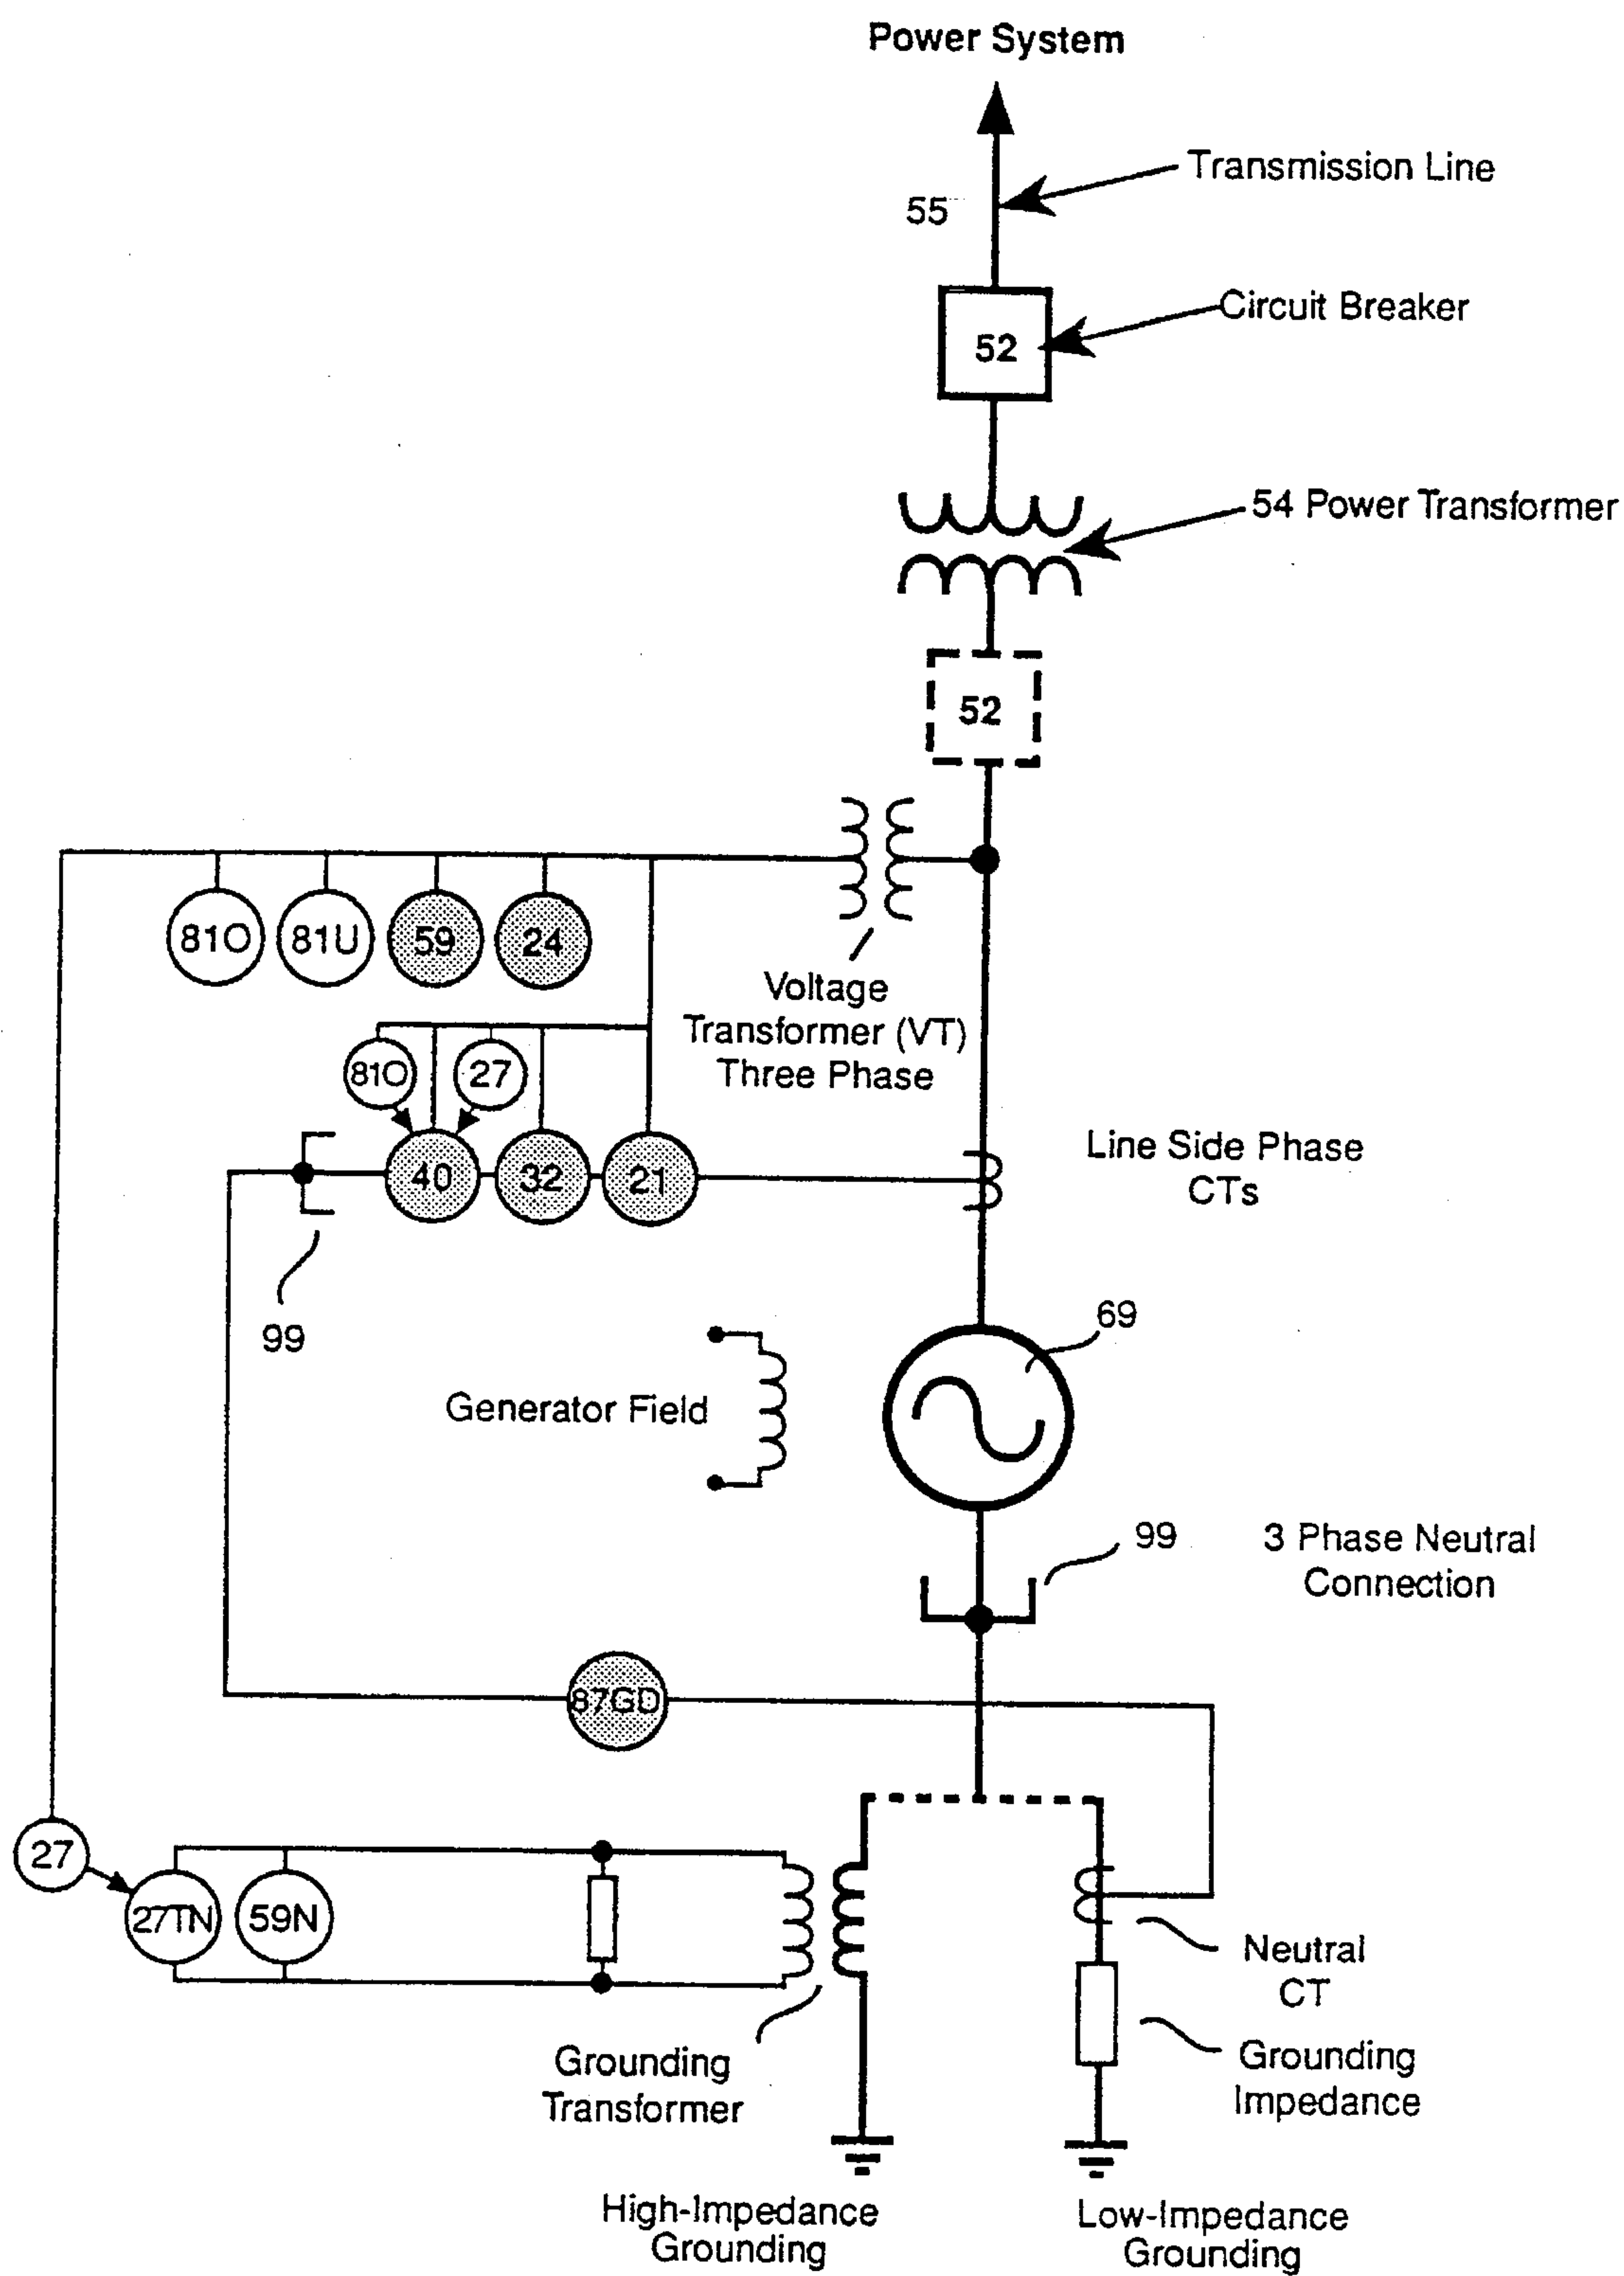 Power System
Transmission Line
55
Circuit Breaker
52
54 Power Transformer
52
81O
81U
59
24
Voltage
Transformer (VT)
Three Phase
81O
27
40
32
21
Line Side Phase
CTs
99
69
Generator Field
99
3 Phase Neutral
Connection
87GD
27
27TN
59N
Neutral
CT
Grounding
Transformer
Grounding
Impedance
High-Impedance
Grounding
Low-Impedance
Grounding